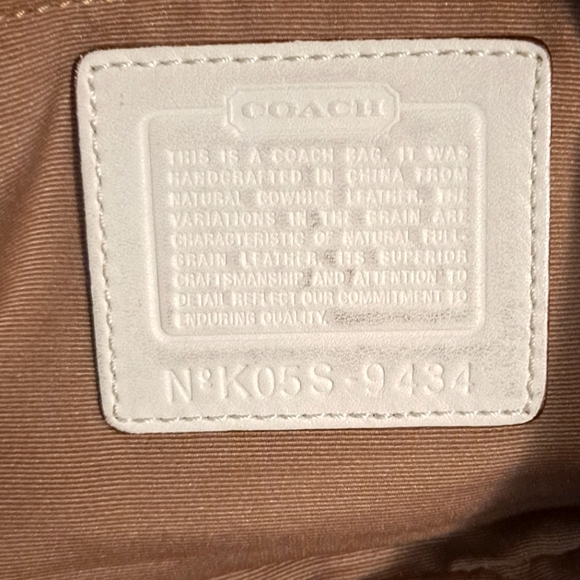 COACH
THIS IS A COACH BAG. IT WAS
HANDCRAFTED IN CHINA FROM
NATURAL COWHIDE LEATHER. THE
VARIATIONS IN THE GRAIN ARE
CHARACTERISTIC OF NATURAL FULL-
GRAIN LEATHER. ITS SUPERIOR
CRAFTSMANSHIP AND ATTENTION TO
DETAIL REFLECT OUR COMMITMENT TO
ENDURING QUALITY.
Nº K05S-9434